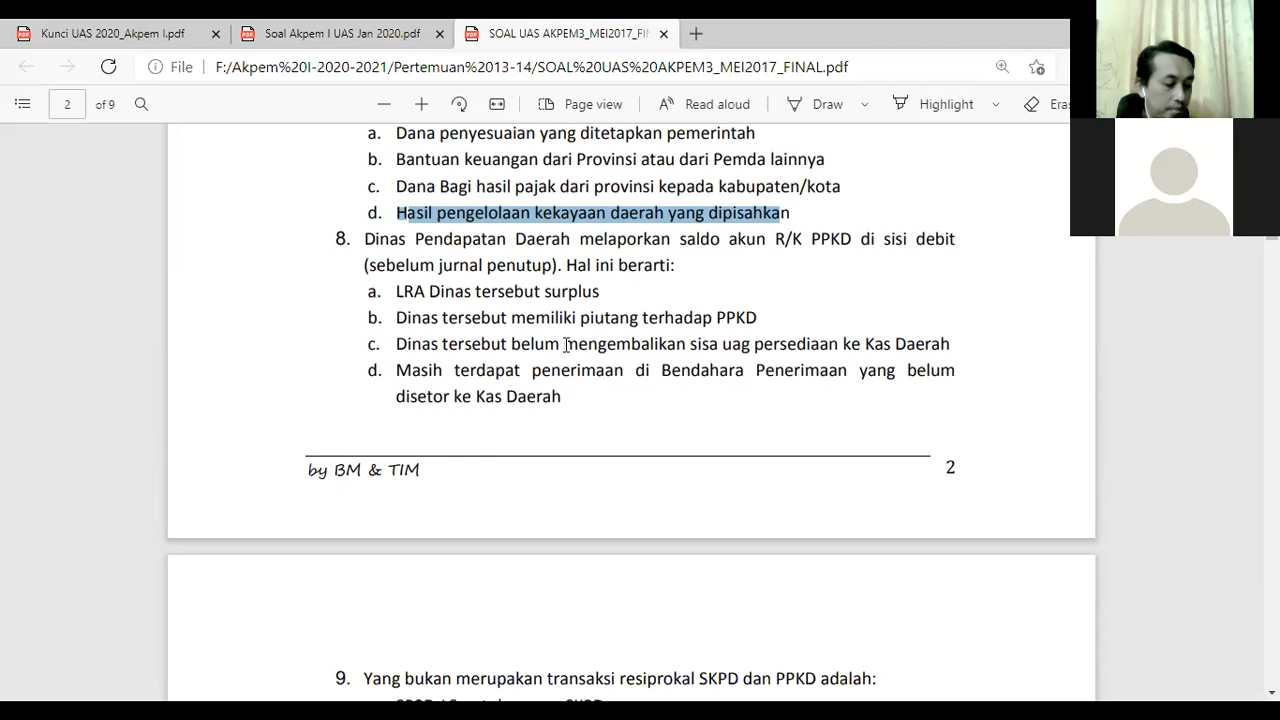 Kunci UAS 2020_Akpem I.pdf
Soal Akpem I UAS Jan 2020.pdf
SOAL UAS AKPEM3_MEI2017_FIN
File
F:/Akpem%20I-2020-2021/Pertemuan%2013-14/SOAL%20UAS%20AKPEM3_MEI2017_FINAL.pdf
2 of 9
Page view
Read aloud
Draw
Highlight
Eras
a. Dana penyesuaian yang ditetapkan pemerintah
b. Bantuan keuangan dari Provinsi atau dari Pemda lainnya
c. Dana Bagi hasil pajak dari provinsi kepada kabupaten/kota
d. Hasil pengelolaan kekayaan daerah yang dipisahkan
8. Dinas Pendapatan Daerah melaporkan saldo akun R/K PPKD di sisi debit
(sebelum jurnal penutup). Hal ini berarti:
a. LRA Dinas tersebut surplus
b. Dinas tersebut memiliki piutang terhadap PPKD
c. Dinas tersebut belum mengembalikan sisa uag persediaan ke Kas Daerah
d. Masih terdapat penerimaan di Bendahara Penerimaan yang belum
disetor ke Kas Daerah
by BM & TIM
2
9. Yang bukan merupakan transaksi resiprokal SKPD dan PPKD adalah: